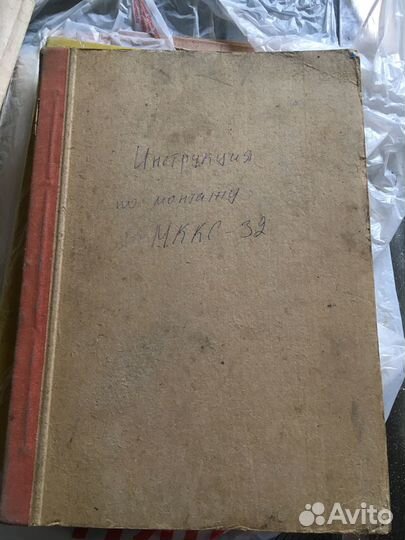 Инструкция
по монтажу
МККС-32
Avito